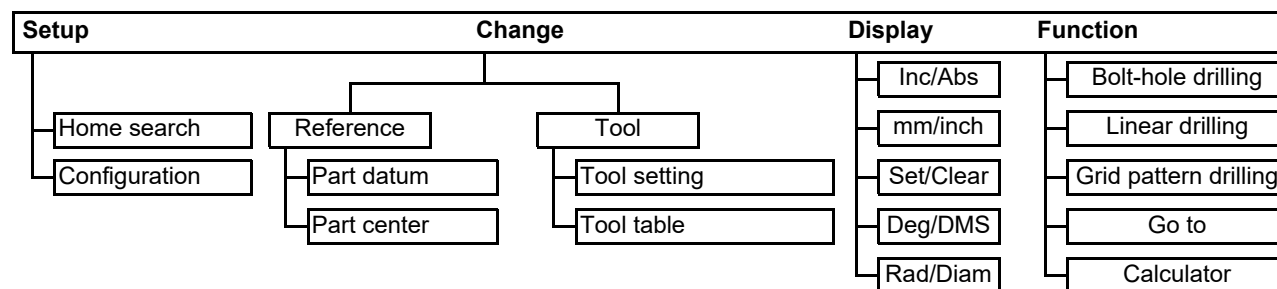 Setup
Change
Display
Function
Home search
Configuration
Reference
Part datum
Part center
Tool
Tool setting
Tool table
Inc/Abs
mm/inch
Set/Clear
Deg/DMS
Rad/Diam
Bolt-hole drilling
Linear drilling
Grid pattern drilling
Go to
Calculator